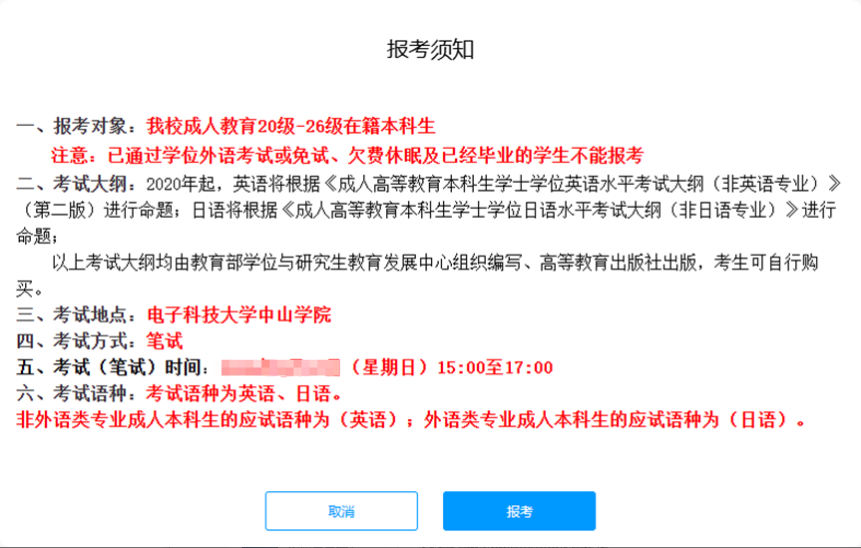 报考须知
一、报考对象：我校成人教育20级-26级在籍本科生
注意：已通过学位外语考试或免试、欠费休眠及已经毕业的学生不能报考
二、考试大纲：2020年起，英语将根据《成人高等教育本科生学士学位英语水平考试大纲（非英语专业）》
（第二版）进行命题；日语将根据《成人高等教育本科生学士学位日语水平考试大纲（非日语专业）》进行
命题；
以上考试大纲均由教育部学位与研究生教育发展中心组织编写、高等教育出版社出版，考生可自行购
买。
三、考试地点：电子科技大学中山学院
四、考试方式：笔试
五、考试（笔试）时间：（星期日）15:00至17:00
六、考试语种：考试语种为英语、日语。
非外语类专业成人本科生的应试语种为（英语）；外语类专业成人本科生的应试语种为（日语）。
取消
报考